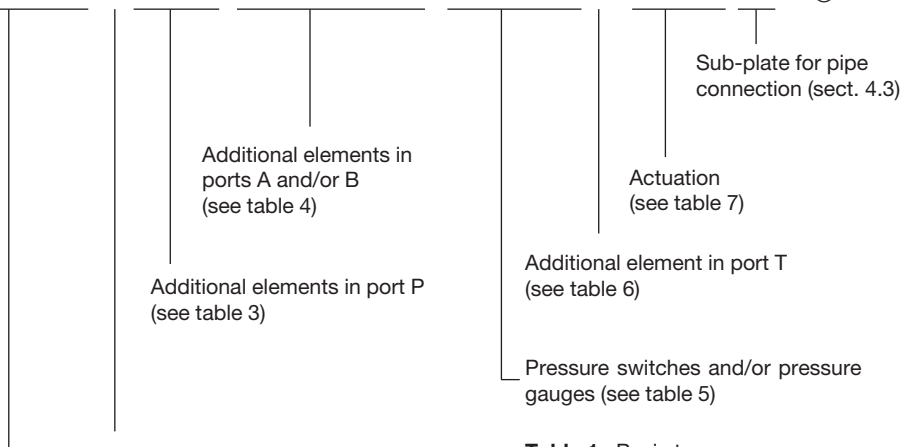 Sub-plate for pipe
connection (sect. 4.3)
Additional elements in
ports A and/or B
(see table 4)
Actuation
(see table 7)
Additional element in port T
(see table 6)
Additional elements in port P
(see table 3)
Pressure switches and/or pressure
gauges (see table 5)